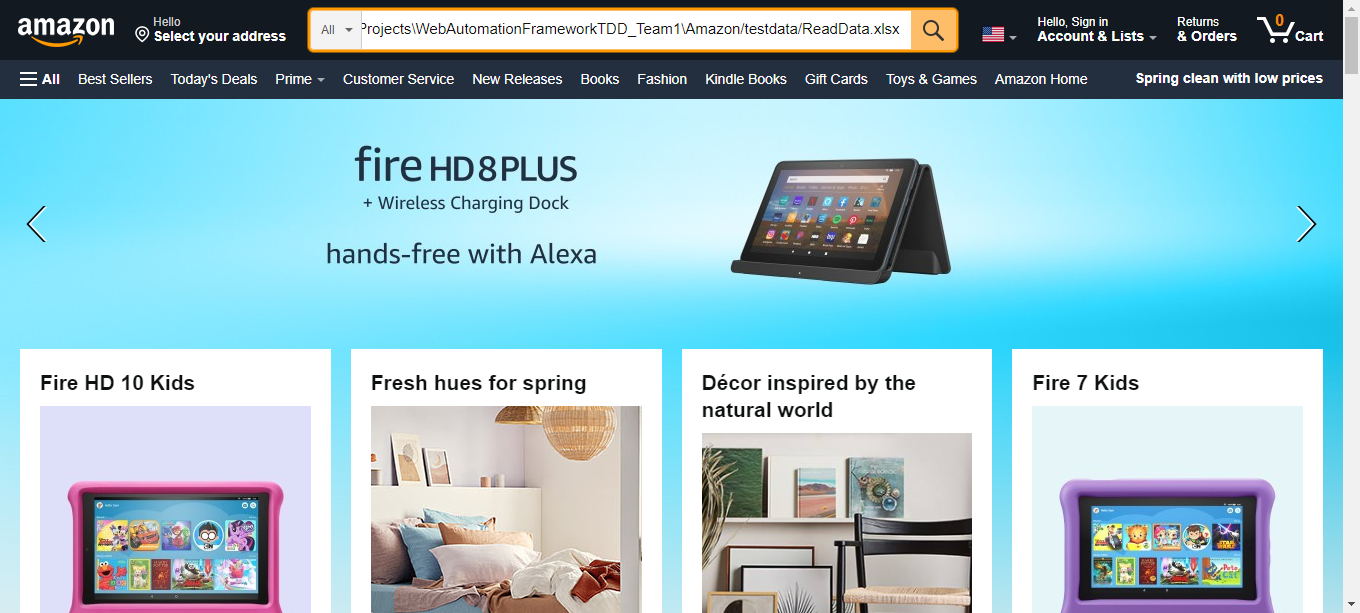 amazon
Hello
Select your address
All
Projects\WebAutomationFrameworkTDD_Team1\Amazon/testdata/ReadData.xlsx
Hello, Sign in
Account & Lists
Returns
& Orders
0
Cart
All Best Sellers Today's Deals Prime Customer Service New Releases Books Fashion Kindle Books Gift Cards Toys & Games Amazon Home Spring clean with low prices
fire HD8PLUS
+ Wireless Charging Dock
hands-free with Alexa
Fire HD 10 Kids
Fresh hues for spring
Décor inspired by the
natural world
Fire 7 Kids